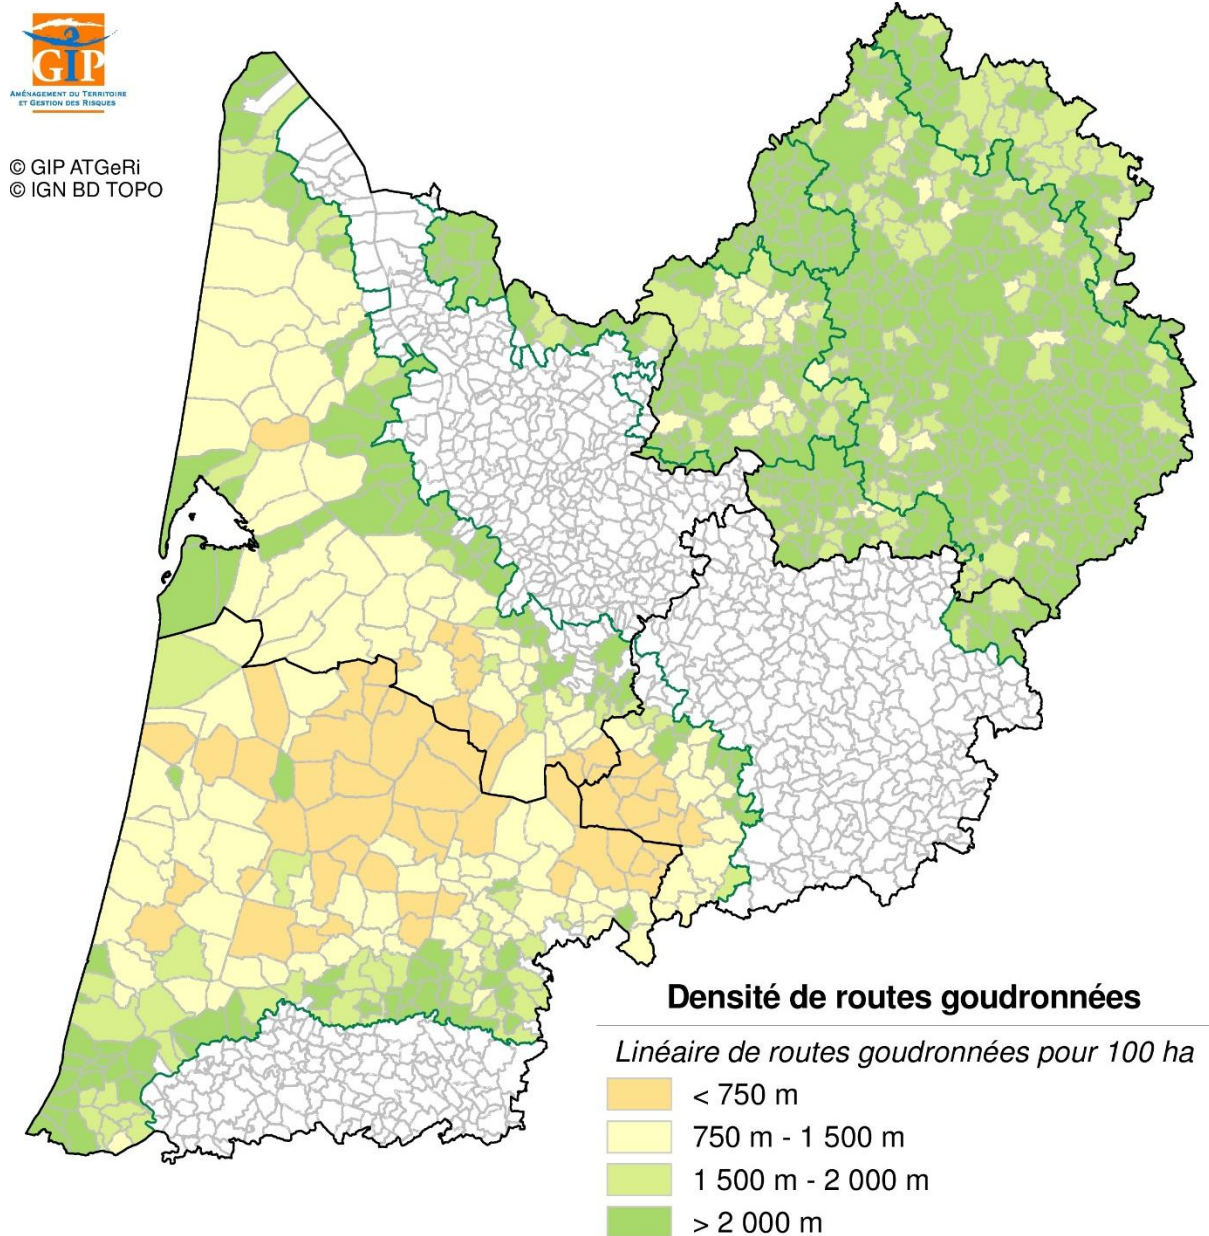 GIP
AMÉNAGEMENT DU TERRITOIRE
ET GESTION DES RISQUES
© GIP ATGeRi
© IGN BD TOPO
Densité de routes goudronnées
Linéaire de routes goudronnées pour 100 ha
< 750 m
750 m - 1 500 m
1 500 m - 2 000 m
> 2 000 m